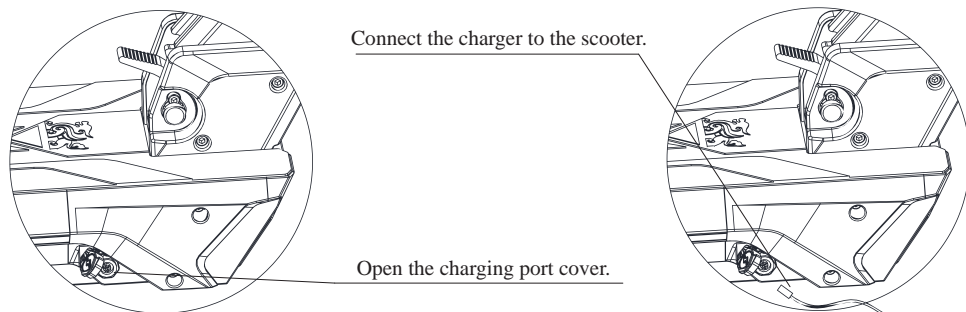 Connect the charger to the scooter.
Open the charging port cover.